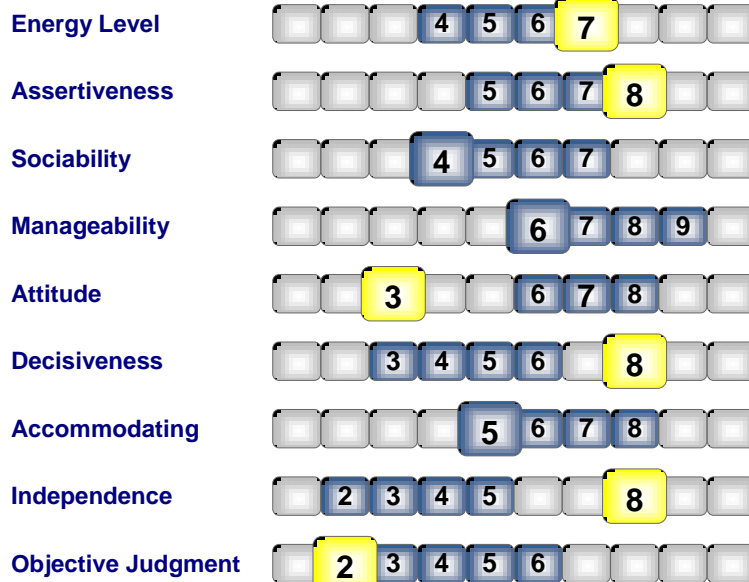 Energy Level 4 5 6 7
Assertiveness 5 6 7 8
Sociability 4 5 6 7
Manageability 6 7 8 9
Attitude 3 6 7 8
Decisiveness 3 4 5 6 8
Accommodating 5 6 7 8
Independence 2 3 4 5 8
Objective Judgment 2 3 4 5 6